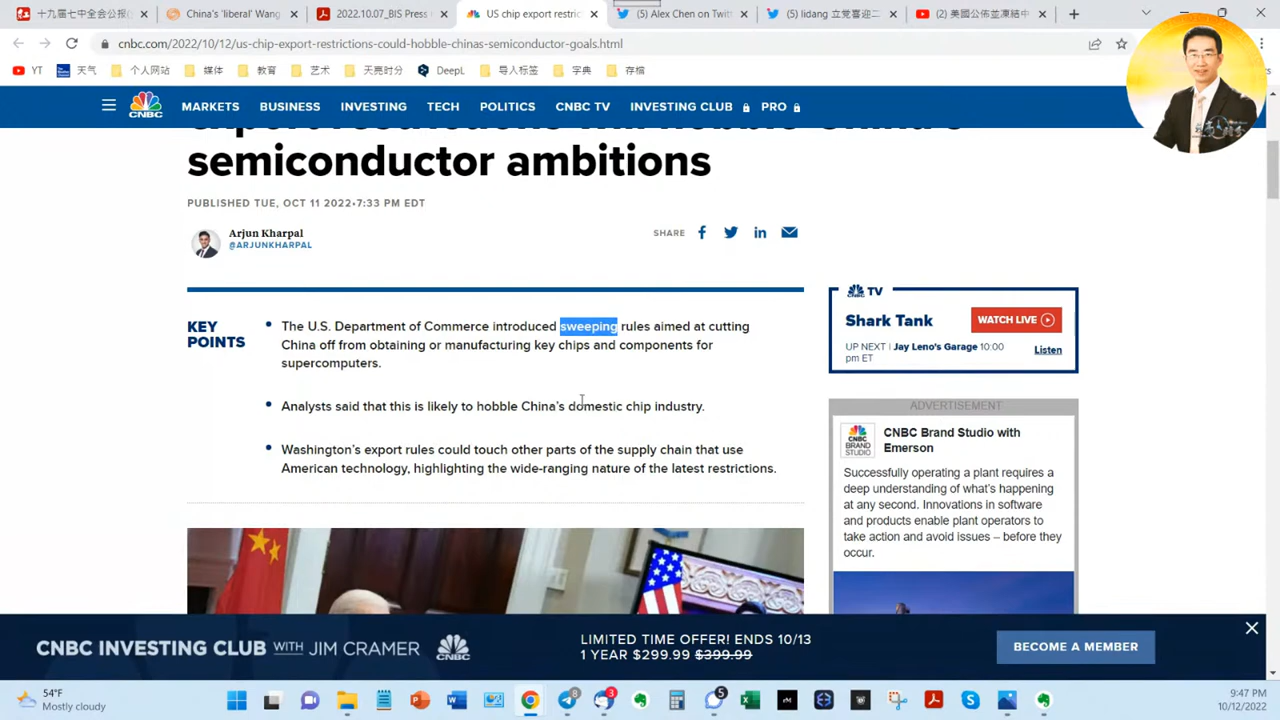 十九届七中全会公报(
China's 'liberal' Wang
2022.10.07_BIS Press
US chip export restric
(5) Alex Chen on Twitt
(5) lidang 立党喜迎二
(2) 美國公佈並凍結中
cnbc.com/2022/10/12/us-chip-export-restrictions-could-hobble-chinas-semiconductor-goals.html
YT
天气
个人网站
媒体
教育
艺术
天亮时分
DeepL
导入标签
字典
存檔
MARKETS BUSINESS INVESTING TECH POLITICS CNBC TV INVESTING CLUB PRO
CNBC
semiconductor ambitions
PUBLISHED TUE, OCT 11 2022•7:33 PM EDT
Arjun Kharpal
@ARJUNKHARPAL
SHARE
KEY
POINTS
The U.S. Department of Commerce introduced sweeping rules aimed at cutting
China off from obtaining or manufacturing key chips and components for
supercomputers.
Analysts said that this is likely to hobble China's domestic chip industry.
Washington's export rules could touch other parts of the supply chain that use
American technology, highlighting the wide-ranging nature of the latest restrictions.
TV
Shark Tank
WATCH LIVE
UP NEXT | Jay Leno's Garage 10:00
pm ET
Listen
ADVERTISEMENT
CNBC
BRAND
STUDIO
CNBC Brand Studio with
Emerson
Successfully operating a plant requires a
deep understanding of what's happening
at any second. Innovations in software
and products enable plant operators to
take action and avoid issues – before they
occur.
CNBC INVESTING CLUB WITH JIM CRAMER
CNBC
LIMITED TIME OFFER! ENDS 10/13
1 YEAR $299.99 $399.99
BECOME A MEMBER
54°F
Mostly cloudy
8
3
5
9:47 PM
10/12/2022